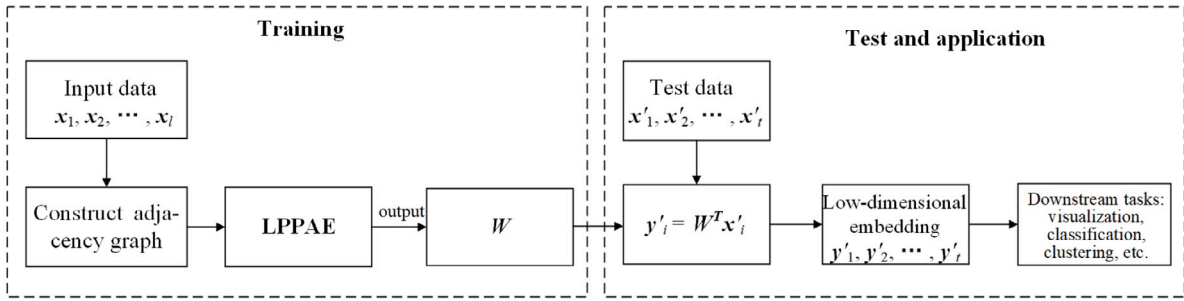 Training
Input data
x₁, x₂, ⋯ , xₗ
Construct adja-
cency graph
LPPAE
output
W
Test and application
Test data
x′₁, x′₂, ⋯ , x′ₜ
y′ᵢ = Wᵀx′ᵢ
Low-dimensional
embedding
y′₁, y′₂, ⋯ , y′ₜ
Downstream tasks:
visualization,
classification,
clustering, etc.